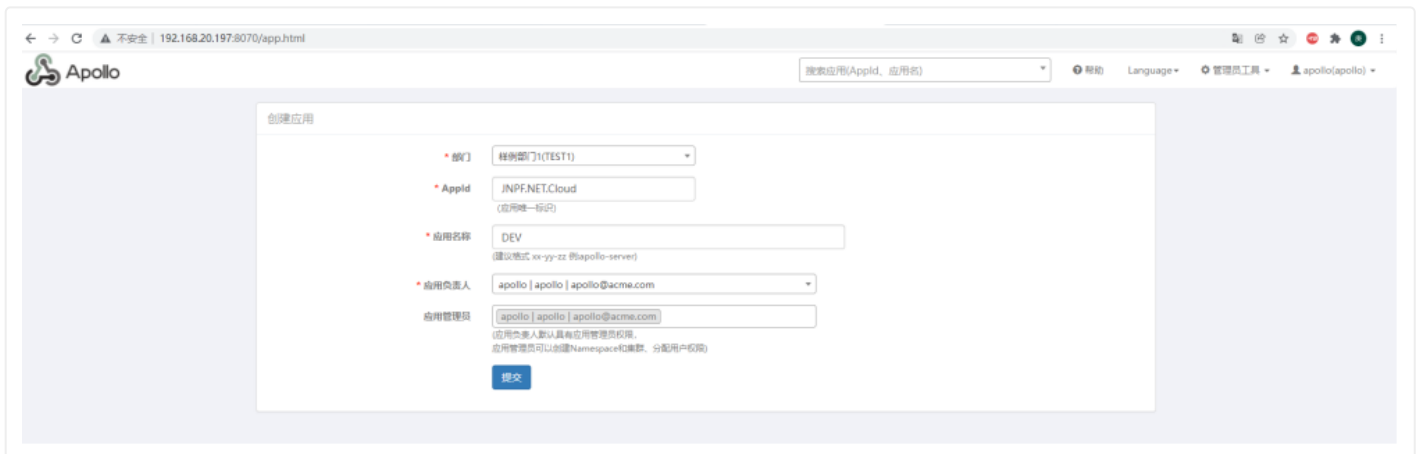 不安全 | 192.168.20.197:8070/app.html
Apollo
搜索应用(AppId、应用名)
帮助
Language
管理员工具
apollo(apollo)
创建应用
* 部门
样例部门1(TEST1)
* AppId
JNPF.NET.Cloud
(应用唯一标识)
* 应用名称
DEV
(建议格式 xx-yy-zz 例apollo-server)
* 应用负责人
apollo | apollo | apollo@acme.com
应用管理员
apollo | apollo | apollo@acme.com
(应用负责人默认具有应用管理员权限,
应用管理员可以创建Namespace和集群、分配用户权限)
提交